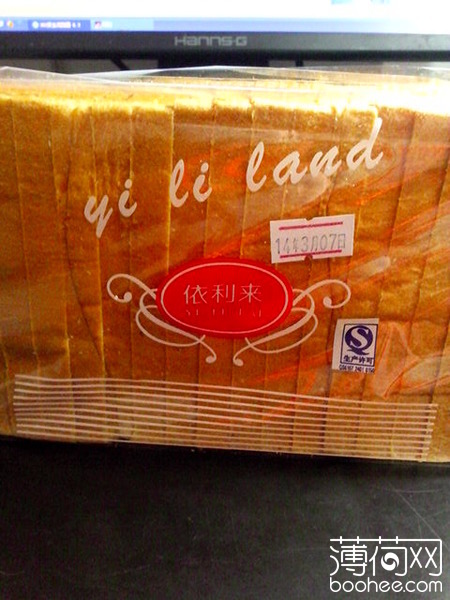 HANNS-G
yi li land
14年3月07日
依利来
生产许可
薄荷网
boohee.com